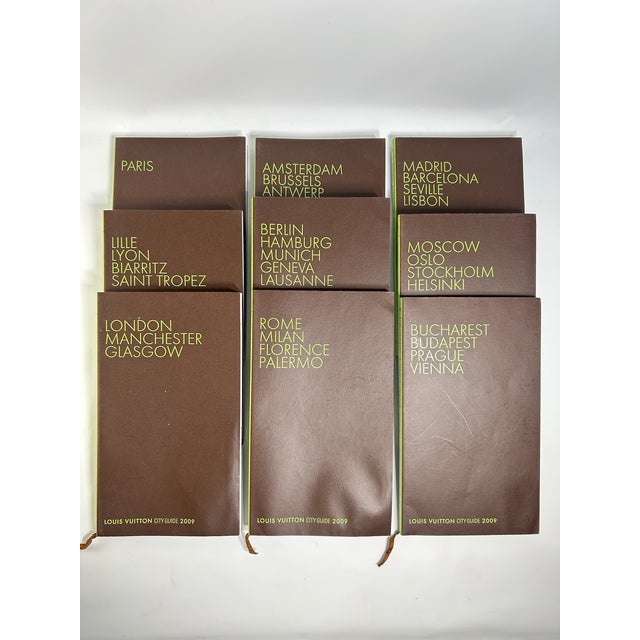 PARIS
AMSTERDAM
BRUSSELS
ANTWERP
MADRID
BARCELONA
SEVILLE
LISBON
LILLE
LYON
BIARRITZ
SAINT TROPEZ
BERLIN
HAMBURG
MUNICH
GENEVA
LAUSANNE
MOSCOW
OSLO
STOCKHOLM
HELSINKI
LONDON
MANCHESTER
GLASGOW
LOUIS VUITTON CITY GUIDE 2009
ROME
MILAN
FLORENCE
PALERMO
LOUIS VUITTON CITY GUIDE 2009
BUCHAREST
BUDAPEST
PRAGUE
VIENNA
LOUIS VUITTON CITY GUIDE 2009